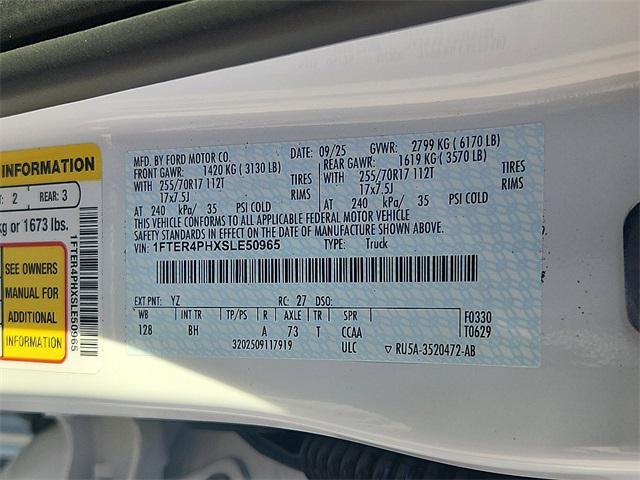 INFORMATION
: 2 REAR: 3
kg or 1673 lbs.
SEE OWNERS
MANUAL FOR
ADDITIONAL
INFORMATION
1FTER4PHXSLE50965
MFD. BY FORD MOTOR CO.
DATE: 09/25 GVWR: 2799 KG ( 6170 LB)
FRONT GAWR: 1420 KG ( 3130 LB) REAR GAWR: 1619 KG ( 3570 LB)
WITH 255/70R17 112T TIRES WITH 255/70R17 112T TIRES
17x7.5J RIMS 17x7.5J RIMS
AT 240 kPa/ 35 PSI COLD AT 240 kPa/ 35 PSI COLD
THIS VEHICLE CONFORMS TO ALL APPLICABLE FEDERAL MOTOR VEHICLE
SAFETY STANDARDS IN EFFECT ON THE DATE OF MANUFACTURE SHOWN ABOVE.
VIN: 1FTER4PHXSLE50965 TYPE: Truck
EXT PNT: YZ RC: 27 DSO:
WB INT TR TP/PS R AXLE TR SPR F0330
128 BH A 73 T CCAA T0629
320250911791​9 ULC ▽ RU5A-3520472-AB